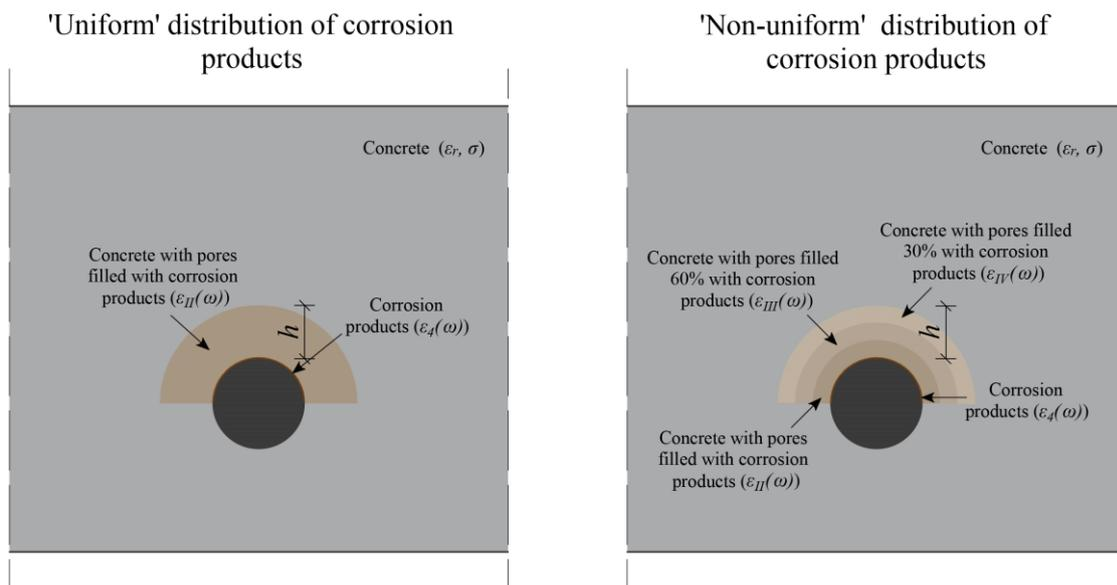 'Uniform' distribution of corrosion
products
Concrete (εr, σ)
Concrete with pores
filled with corrosion
products (εII(ω))
h
Corrosion
products (ε4(ω))
'Non-uniform' distribution of
corrosion products
Concrete (εr, σ)
Concrete with pores filled
60% with corrosion
products (εIII(ω))
Concrete with pores filled
30% with corrosion
products (εIV(ω))
h
Corrosion
products (ε4(ω))
Concrete with pores
filled with corrosion
products (εII(ω))